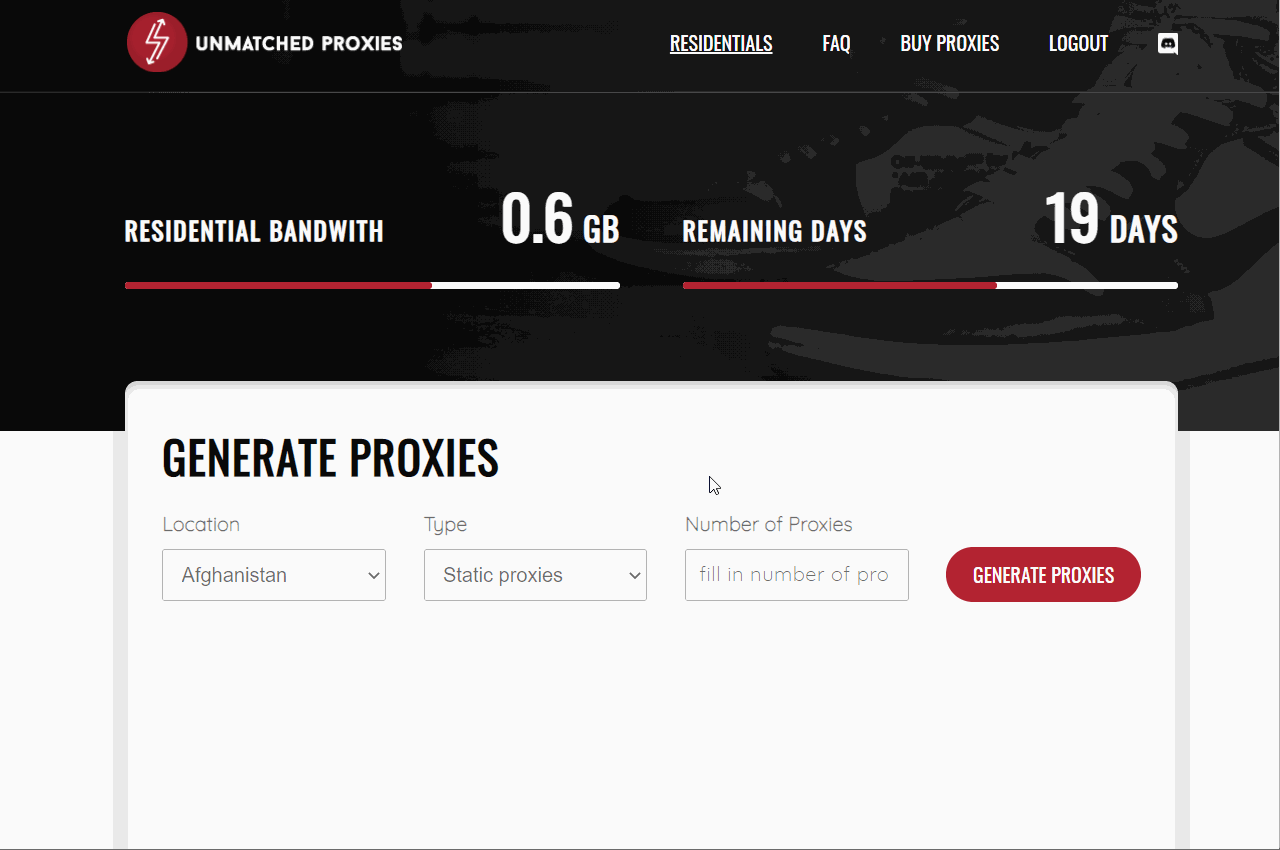 UNMATCHED PROXIES
RESIDENTIALS FAQ BUY PROXIES LOGOUT
RESIDENTIAL BANDWITH 0.6 GB
REMAINING DAYS 19 DAYS
GENERATE PROXIES
Location Type Number of Proxies
Afghanistan Static proxies fill in number of pro GENERATE PROXIES